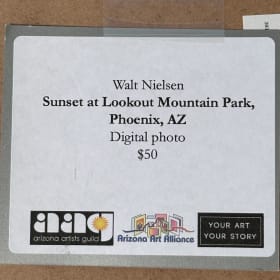 Walt Nielsen
Sunset at Lookout Mountain Park,
Phoenix, AZ
Digital photo
$50
aag
arizona artists guild
Arizona Art Alliance
YOUR ART
YOUR STORY